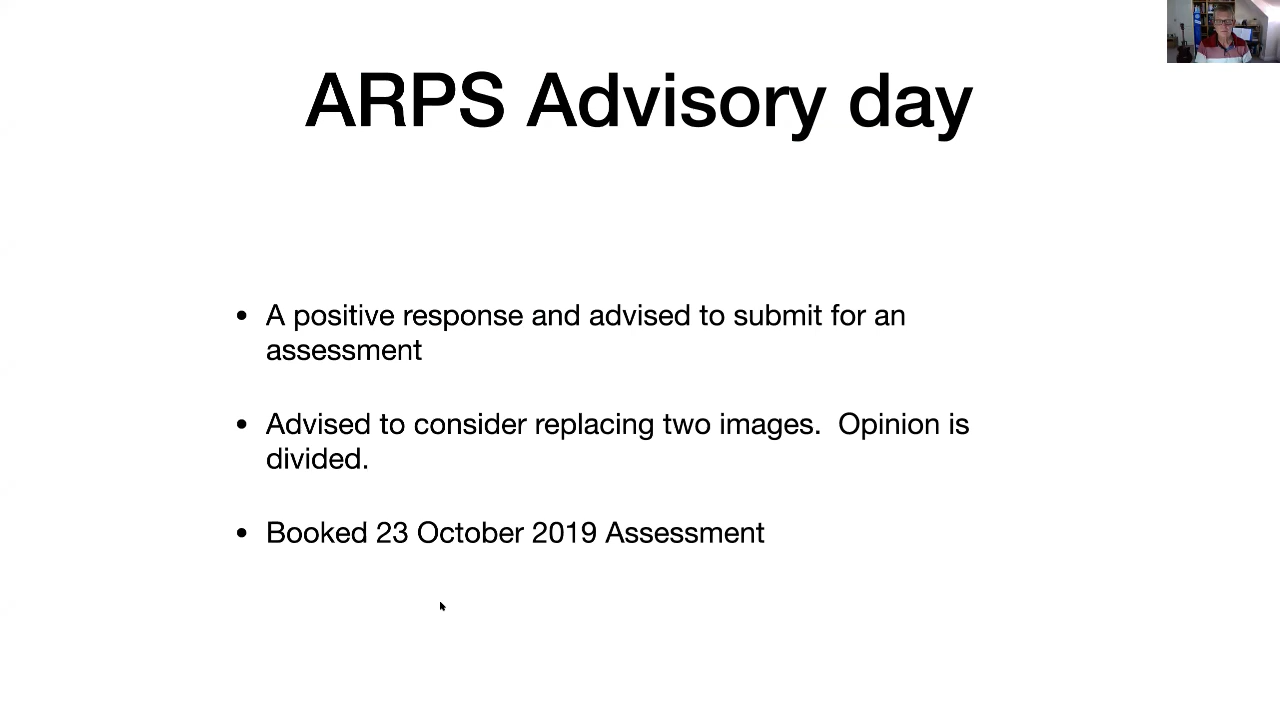 ARPS Advisory day
• A positive response and advised to submit for an
assessment
• Advised to consider replacing two images.  Opinion is
divided.
• Booked 23 October 2019 Assessment